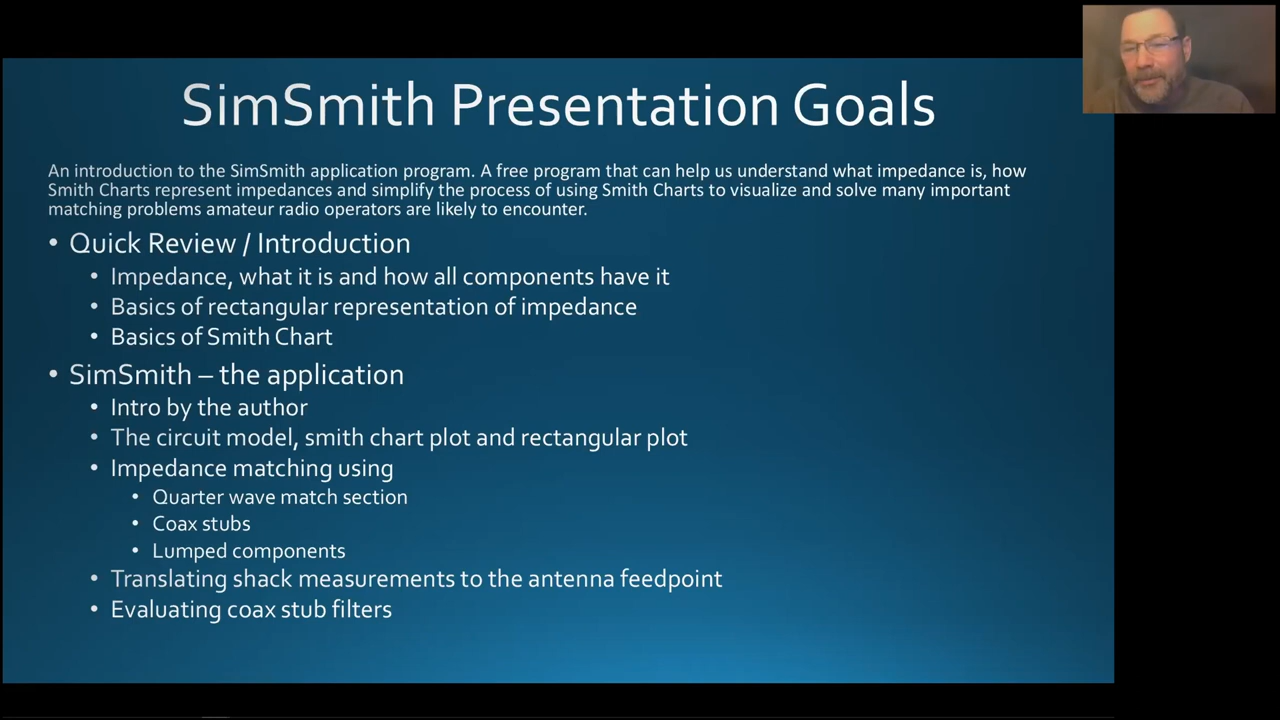 SimSmith Presentation Goals
An introduction to the SimSmith application program. A free program that can help us understand what impedance is, how
Smith Charts represent impedances and simplify the process of using Smith Charts to visualize and solve many important
matching problems amateur radio operators are likely to encounter.
• Quick Review / Introduction
• Impedance, what it is and how all components have it
• Basics of rectangular representation of impedance
• Basics of Smith Chart
• SimSmith – the application
• Intro by the author
• The circuit model, smith chart plot and rectangular plot
• Impedance matching using
• Quarter wave match section
• Coax stubs
• Lumped components
• Translating shack measurements to the antenna feedpoint
• Evaluating coax stub filters